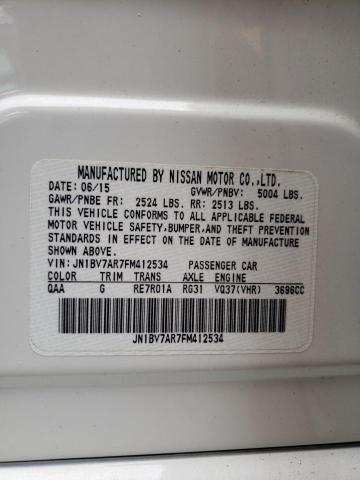 MANUFACTURED BY NISSAN MOTOR CO.,LTD.
DATE: 06/15 GVWR/PNBV: 5004 LBS.
GAWR/PNBE FR: 2524 LBS. RR: 2513 LBS.
THIS VEHICLE CONFORMS TO ALL APPLICABLE FEDERAL
MOTOR VEHICLE SAFETY,BUMPER,AND THEFT PREVENTION
STANDARDS IN EFFECT ON THE DATE OF MANUFACTURE
SHOWN ABOVE.
VIN:JN1BV7AR7FM412534 PASSENGER CAR
COLOR TRIM TRANS AXLE ENGINE
QAA G RE7R01A RG31 VQ37(VHR) 3696CC
JN1BV7AR7FM412534